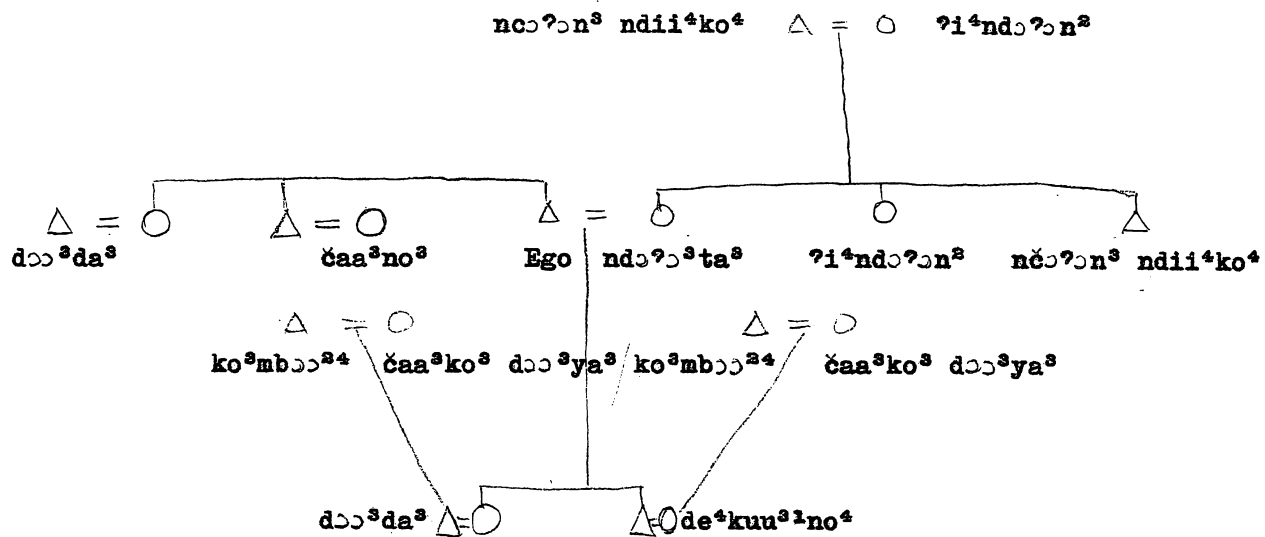 ncɔʔɔn³ ndii⁴ko⁴ ʔi⁴ndɔʔɔn²
dɔɔ³da³ čaa³no³ Ego ndɔʔɔ³ta³ ʔi⁴ndɔʔɔn² nčɔʔɔn³ ndii⁴ko⁴
ko³mbɔɔ²⁴ čaa³ko³ dɔɔ³ya³ / ko³mbɔɔ²⁴ čaa³ko³ dɔɔ³ya³
dɔɔ³da³ de⁴kuu³¹no⁴